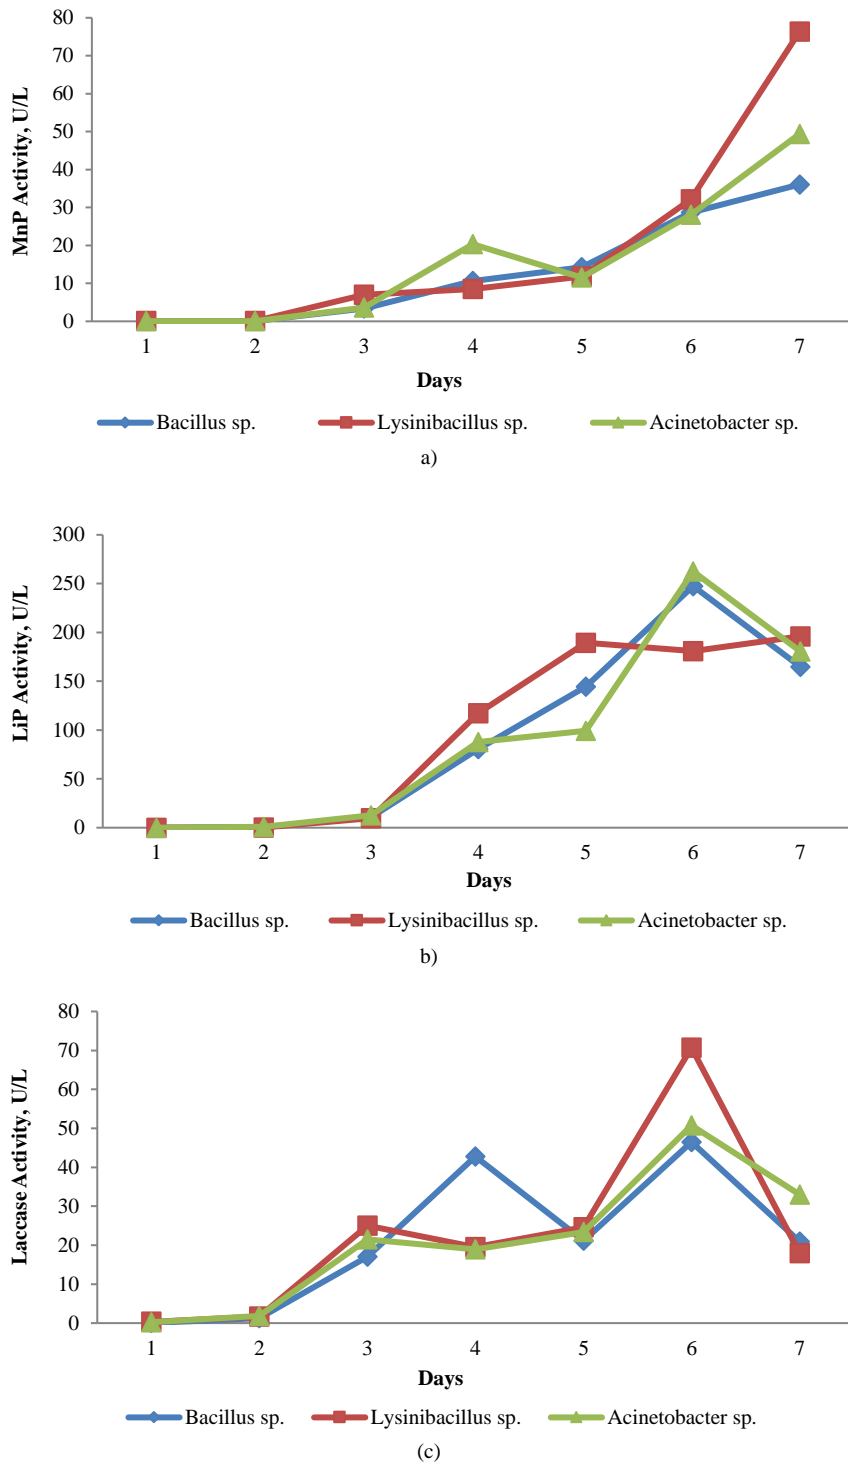 80
70
60
50
40
30
20
10
0
MnP Activity, U/L
1 2 3 4 5 6 7
Days
Bacillus sp. Lysinibacillus sp. Acinetobacter sp.
a)
300
250
200
150
100
50
0
LiP Activity, U/L
1 2 3 4 5 6 7
Days
Bacillus sp. Lysinibacillus sp. Acinetobacter sp.
b)
80
70
60
50
40
30
20
10
0
Laccase Activity, U/L
1 2 3 4 5 6 7
Days
Bacillus sp. Lysinibacillus sp. Acinetobacter sp.
(c)